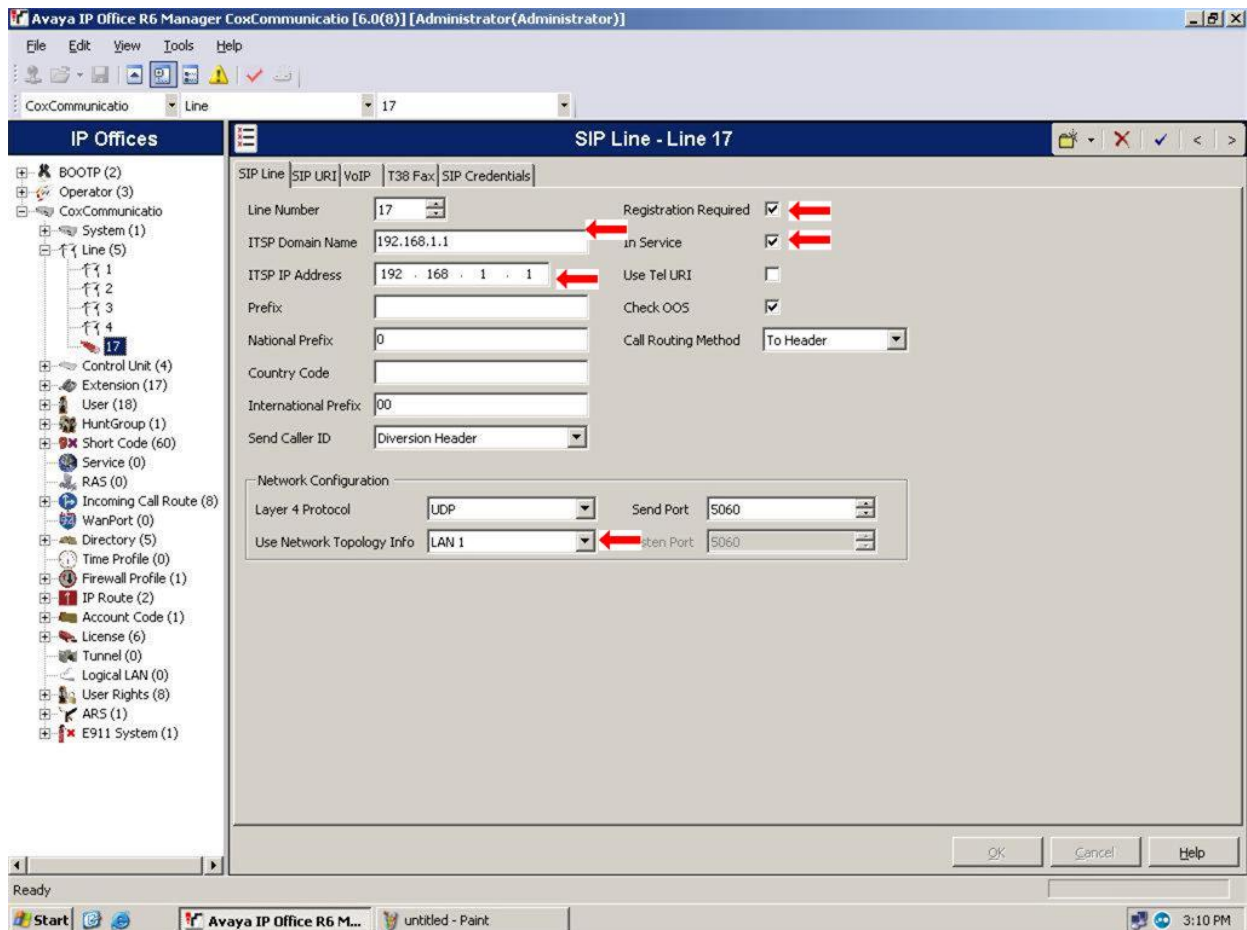 Avaya IP Office R6 Manager CoxCommunicatio [6.0(8)] [Administrator(Administrator)]
File Edit View Tools Help
CoxCommunicatio Line 17
IP Offices
BOOTP (2)
Operator (3)
CoxCommunicatio
System (1)
Line (5)
1
2
3
4
17
Control Unit (4)
Extension (17)
User (18)
HuntGroup (1)
Short Code (60)
Service (0)
RAS (0)
Incoming Call Route (8)
WanPort (0)
Directory (5)
Time Profile (0)
Firewall Profile (1)
IP Route (2)
Account Code (1)
License (6)
Tunnel (0)
Logical LAN (0)
User Rights (8)
ARS (1)
E911 System (1)
SIP Line - Line 17
SIP Line SIP URI VoIP T38 Fax SIP Credentials
Line Number 17 Registration Required
ITSP Domain Name 192.168.1.1 In Service
ITSP IP Address 192 . 168 . 1 . 1 Use Tel URI
Prefix Check OOS
National Prefix 0 Call Routing Method To Header
Country Code
International Prefix 00
Send Caller ID Diversion Header
Network Configuration
Layer 4 Protocol UDP Send Port 5060
Use Network Topology Info LAN 1 sten Port 5060
OK Cancel Help
Ready
Start Avaya IP Office R6 M... untitled - Paint 3:10 PM